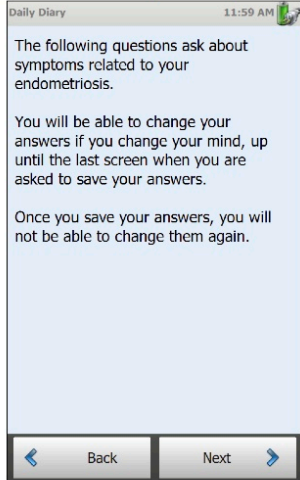 Daily Diary 11:59 AM
The following questions ask about
symptoms related to your
endometriosis.
You will be able to change your
answers if you change your mind, up
until the last screen when you are
asked to save your answers.
Once you save your answers, you will
not be able to change them again.
Back Next